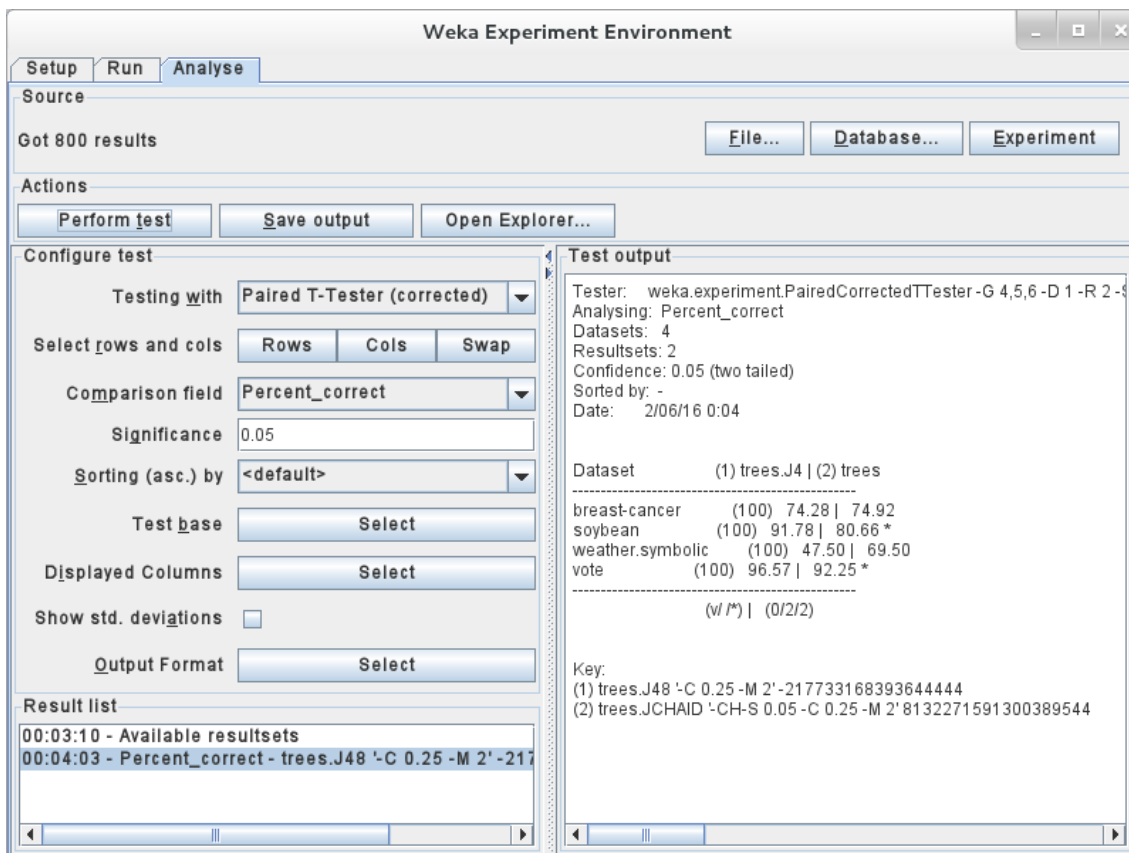 Weka Experiment Environment
Setup Run Analyse
Source
Got 800 results
File... Database... Experiment
Actions
Perform test Save output Open Explorer...
Configure test
Testing with Paired T-Tester (corrected)
Select rows and cols Rows Cols Swap
Comparison field Percent_correct
Significance 0.05
Sorting (asc.) by <default>
Test base Select
Displayed Columns Select
Show std. deviations
Output Format Select
Result list
00:03:10 - Available resultsets
00:04:03 - Percent_correct - trees.J48 '-C 0.25 -M 2' -217
Test output
Tester: weka.experiment.PairedCorrectedTTester -G 4,5,6 -D 1 -R 2 -S
Analysing: Percent_correct
Datasets: 4
Resultsets: 2
Confidence: 0.05 (two tailed)
Sorted by: -
Date: 2/06/16 0:04
Dataset (1) trees.J4 | (2) trees
----------------------------------------------------
breast-cancer (100) 74.28 | 74.92
soybean (100) 91.78 | 80.66 *
weather.symbolic (100) 47.50 | 69.50
vote (100) 96.57 | 92.25 *
----------------------------------------------------
(v/ /*) | (0/2/2)
Key:
(1) trees.J48 '-C 0.25 -M 2' -217733168393644444
(2) trees.JCHAID '-CH-S 0.05 -C 0.25 -M 2' 8132271591300389544